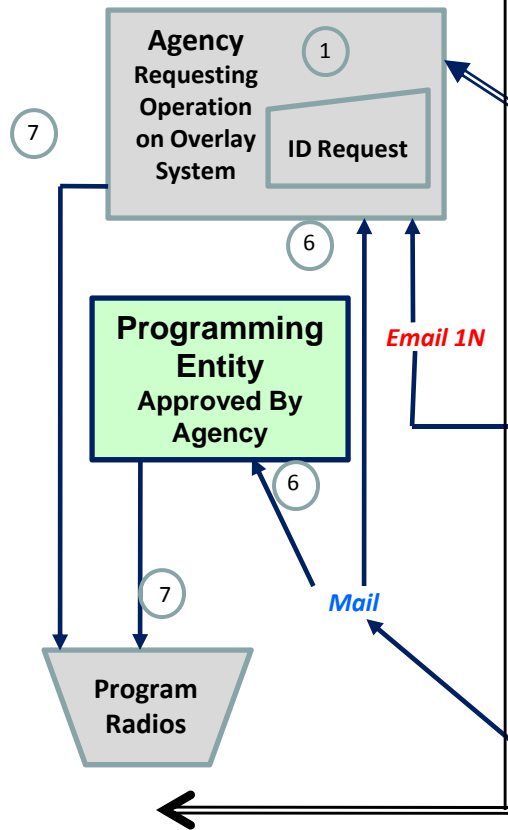 Agency
1
Requesting
Operation
on Overlay
System
ID Request
7
6
Programming
Entity
Approved By
Agency
Email 1N
6
7
Mail
Program
Radios